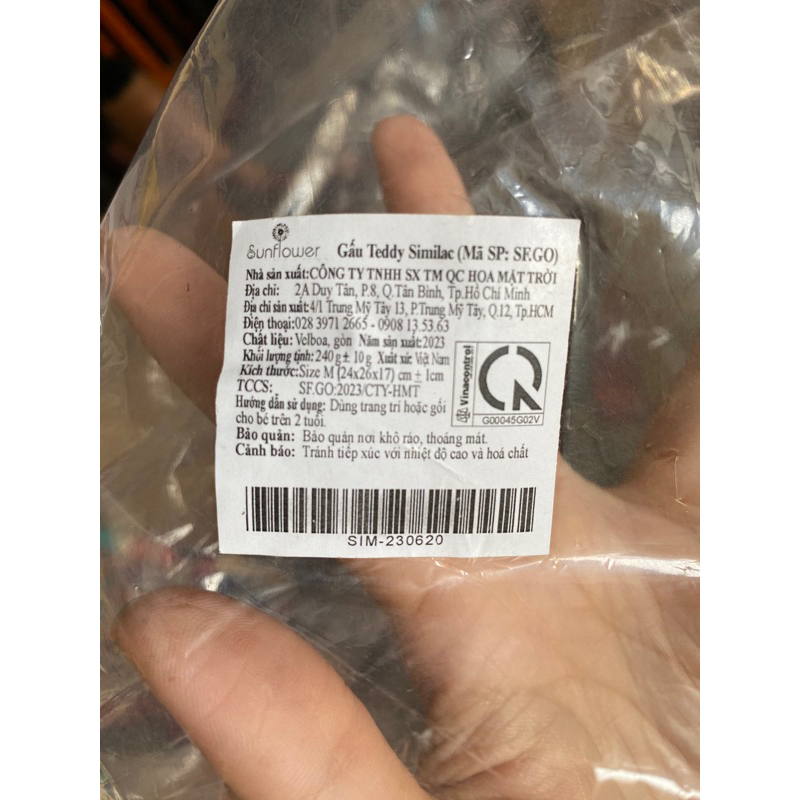 Sunflower
Gấu Teddy Similac (Mã SP: SF.GO)
Nhà sản xuất:CÔNG TY TNHH SX TM QC HOA MẶT TRỜI
Địa chỉ: 2A Duy Tân, P.8, Q.Tân Bình, Tp.Hồ Chí Minh
Địa chỉ sản xuất:4/1 Trung Mỹ Tây 13, P.Trung Mỹ Tây, Q.12, Tp.HCM
Điện thoại:028 3971 2665 - 0908 13.53.63
Chất liệu: Velboa, gòn Năm sản xuất:2023
Khối lượng tịnh: 240g± 10g Xuất xứ: Việt Nam
Kích thước:Size M (24x26x17) cm ± 1cm
TCCS: SF.GO:2023/CTY-HMT
Hướng dẫn sử dụng: Dùng trang trí hoặc gối
cho bé trên 2 tuổi.
Bảo quản: Bảo quản nơi khô ráo, thoáng mát.
Cảnh báo: Tránh tiếp xúc với nhiệt độ cao và hoá chất
Vinacontrol
CR
G00045G02V
SIM-230620